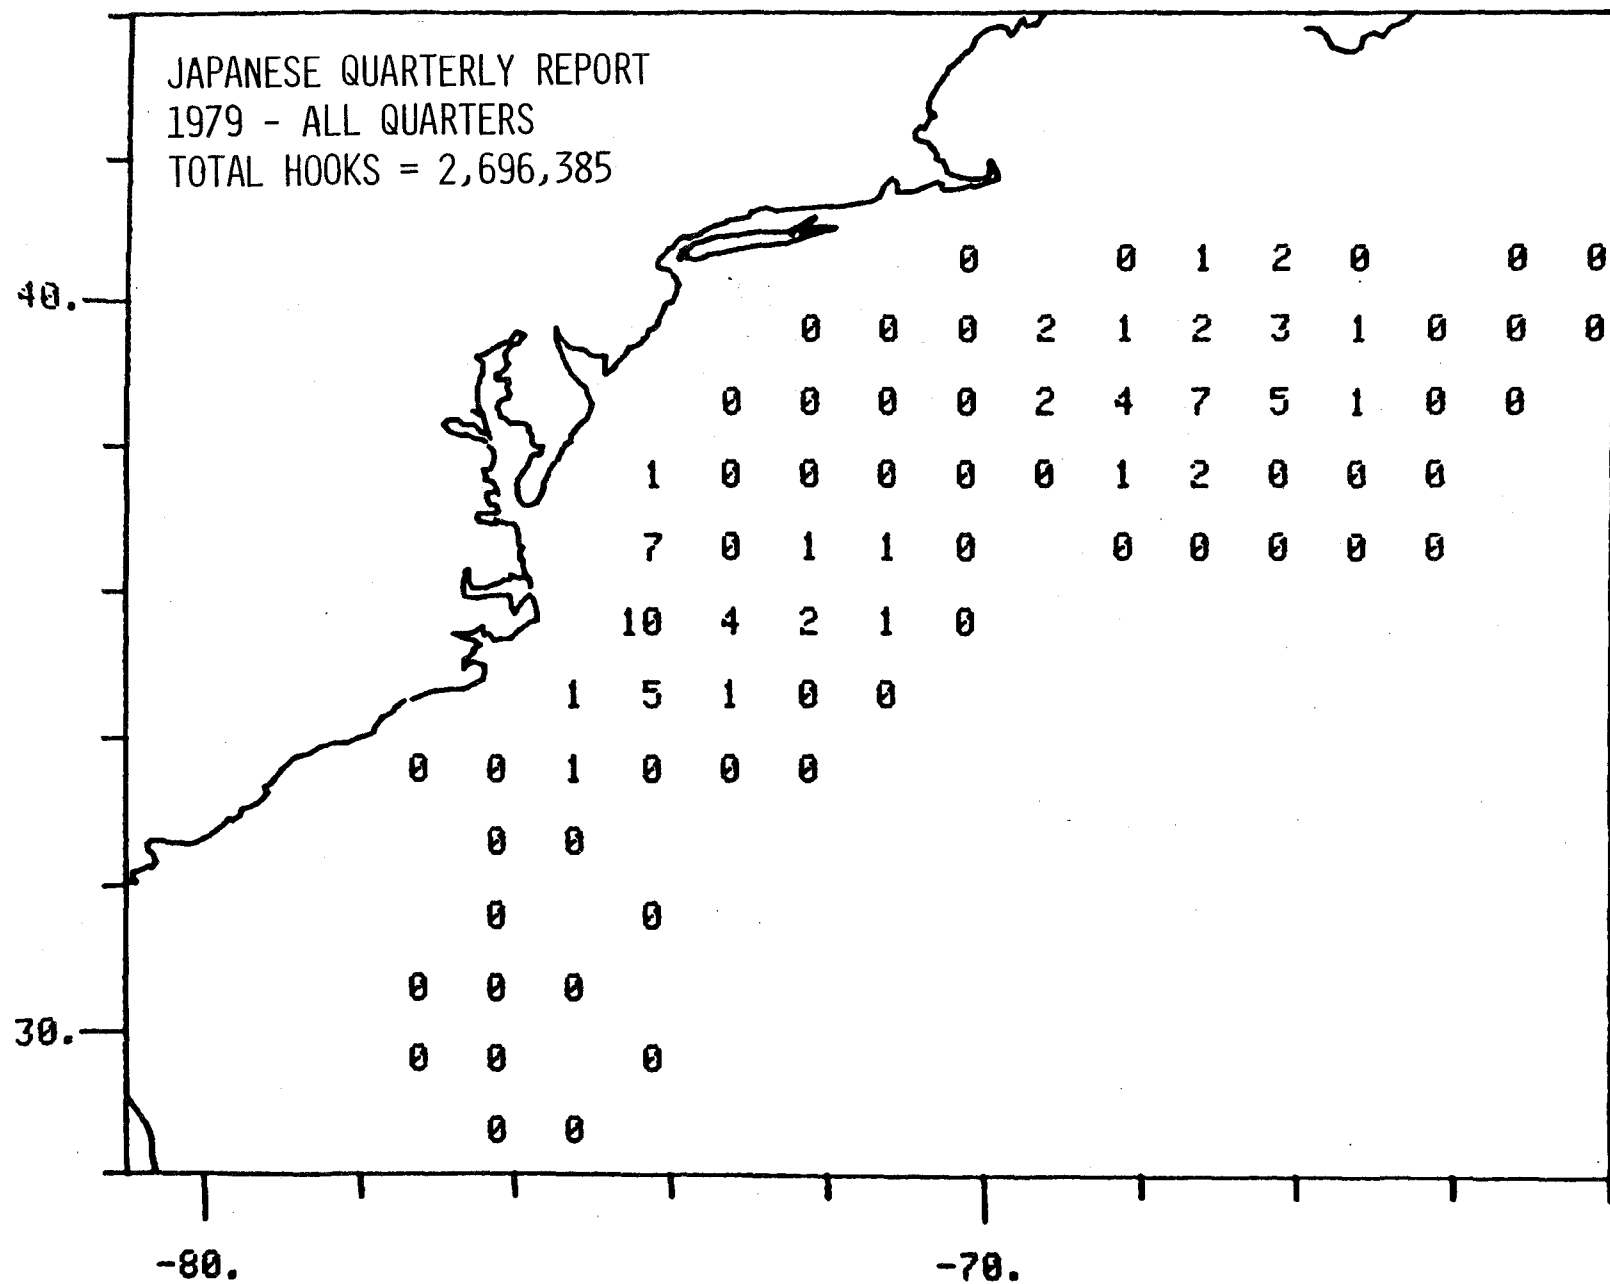 JAPANESE QUARTERLY REPORT
1979 - ALL QUARTERS
TOTAL HOOKS = 2,696,385
0 0 1 2 0 0 0
40.
0 0 0 2 1 2 3 1 0 0 0
0 0 0 0 2 4 7 5 1 0 0
1 0 0 0 0 0 1 2 0 0 0
7 0 1 1 0 0 0 0 0 0
10 4 2 1 0
1 5 1 0 0
0 0 1 0 0 0
0 0
0 0
0 0 0
30.
0 0 0
0 0
-80. -70.